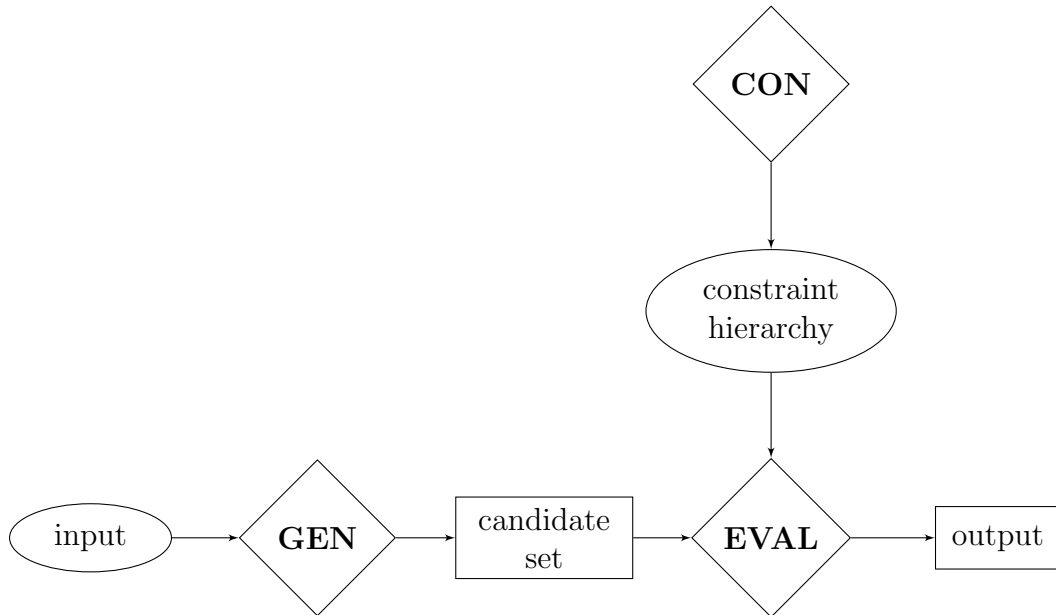 CON
constraint
hierarchy
input
GEN
candidate
set
EVAL
output